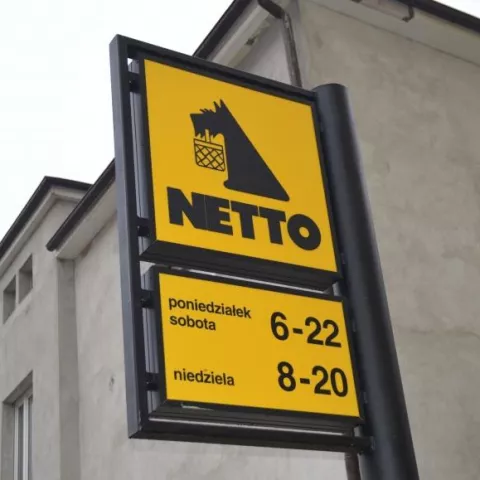 NETTO
poniedziałek
sobota
6-22
niedziela
8-20